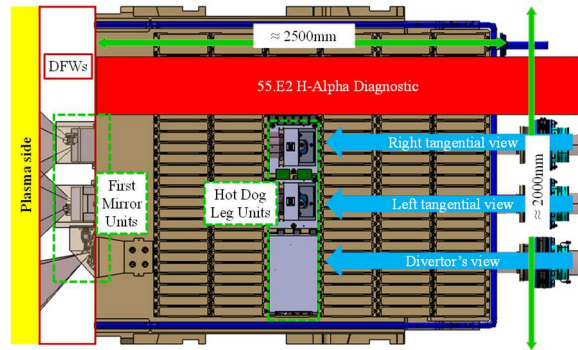 ≈ 2500mm
DFWs
55.E2 H-Alpha Diagnostic
Plasma side
First
Mirror
Units
Hot Dog
Leg Units
Right tangential view
Left tangential view
Divertor's view
≈ 2000mm